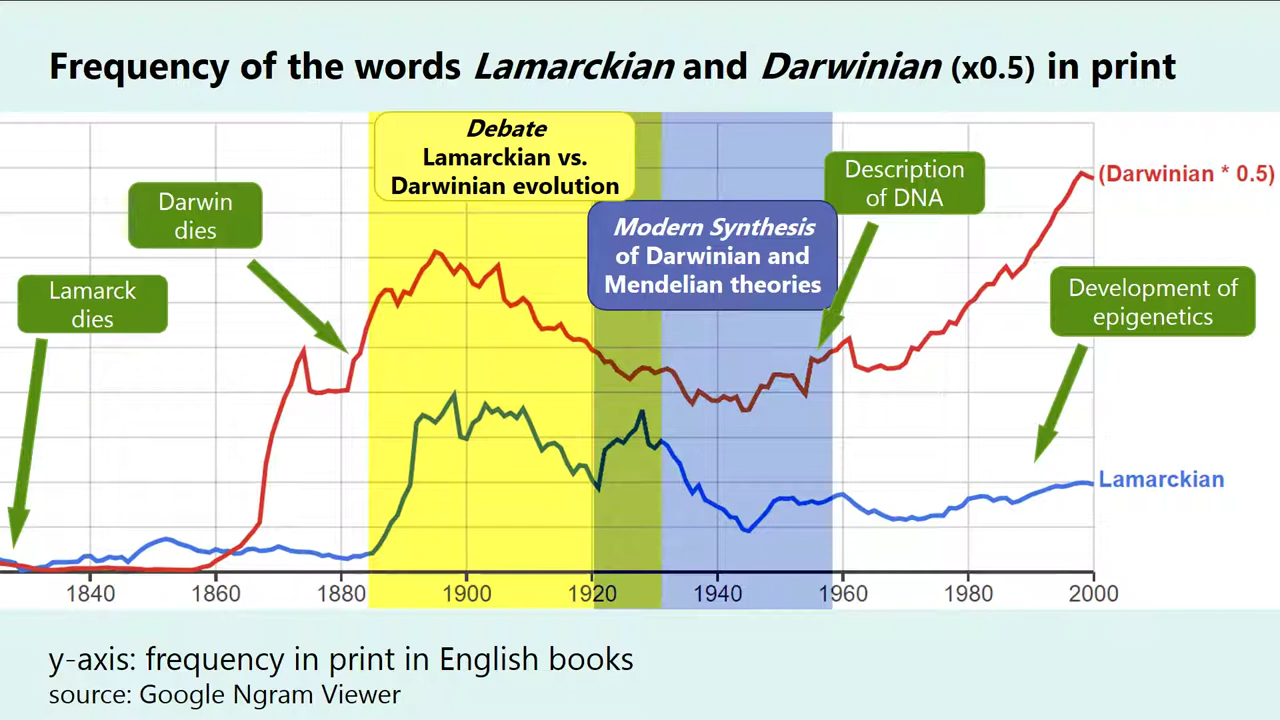 Frequency of the words Lamarckian and Darwinian (x0.5) in print
Debate
Lamarckian vs.
Darwinian evolution
Description
of DNA
(Darwinian * 0.5)
Darwin
dies
Modern Synthesis
of Darwinian and
Mendelian theories
Lamarck
dies
Development of
epigenetics
Lamarckian
1840 1860 1880 1900 1920 1940 1960 1980 2000
y-axis: frequency in print in English books
source: Google Ngram Viewer